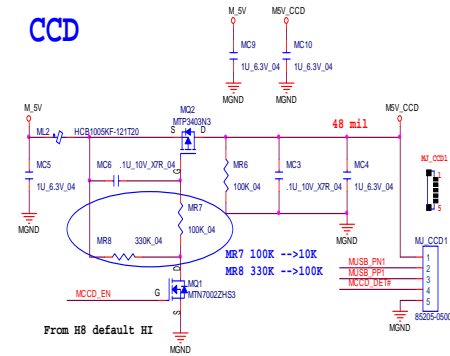 CCD
M_5V
M5V_CCD
MC9
MC10
1U_6.3V_04
1U_6.3V_04
MGND
MGND
M_5V
MQ2
MTP3403N3
M5V_CCD
ML2
HCB1005KF-121T20
S
D
48 mil
G
MC5
1U_6.3V_04
MC6
.1U_10V_X7R_04
MR6
100K_04
MC3
.1U_10V_X7R_04
MC4
1U_6.3V_04
MJ_CCD1
1
5
MGND
MR7
100K_04
MGND
MR8
330K_04
MR7 100K -->10K
MR8 330K -->100K
MJ_CCD1
MUSB_PN1
MUSB_PP1
MCCD_DET#
1
2
3
4
5
85205-0500
MGND
D
MQ1
MTN7002ZHS3
MCCD_EN
G
S
From H8 default HI
MGND